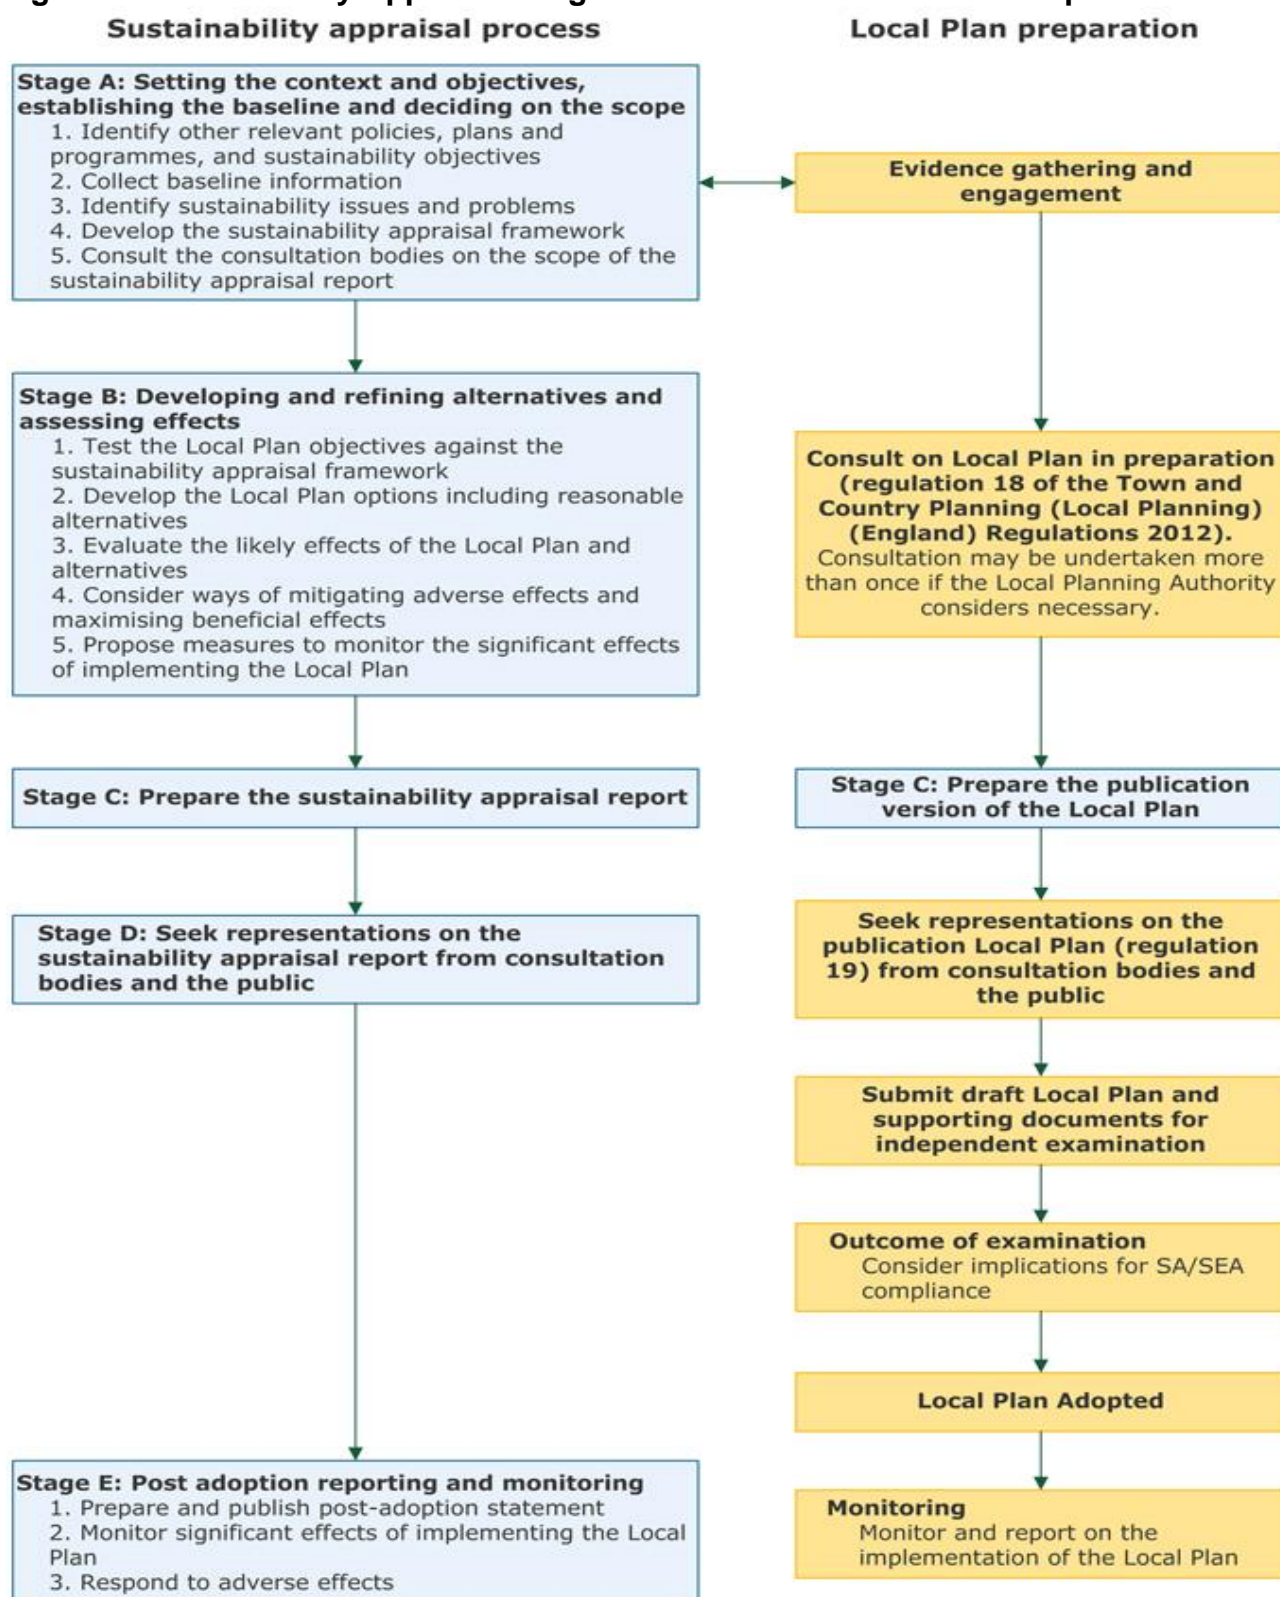 Sustainability appraisal process
Stage A: Setting the context and objectives,
establishing the baseline and deciding on the scope
1. Identify other relevant policies, plans and
programmes, and sustainability objectives
2. Collect baseline information
3. Identify sustainability issues and problems
4. Develop the sustainability appraisal framework
5. Consult the consultation bodies on the scope of the
sustainability appraisal report
Stage B: Developing and refining alternatives and
assessing effects
1. Test the Local Plan objectives against the
sustainability appraisal framework
2. Develop the Local Plan options including reasonable
alternatives
3. Evaluate the likely effects of the Local Plan and
alternatives
4. Consider ways of mitigating adverse effects and
maximising beneficial effects
5. Propose measures to monitor the significant effects
of implementing the Local Plan
Stage C: Prepare the sustainability appraisal report
Stage D: Seek representations on the
sustainability appraisal report from consultation
bodies and the public
Stage E: Post adoption reporting and monitoring
1. Prepare and publish post-adoption statement
2. Monitor significant effects of implementing the Local
Plan
3. Respond to adverse effects
Local Plan preparation
Evidence gathering and
engagement
Consult on Local Plan in preparation
(regulation 18 of the Town and
Country Planning (Local Planning)
(England) Regulations 2012).
Consultation may be undertaken more
than once if the Local Planning Authority
considers necessary.
Stage C: Prepare the publication
version of the Local Plan
Seek representations on the
publication Local Plan (regulation
19) from consultation bodies and
the public
Submit draft Local Plan and
supporting documents for
independent examination
Outcome of examination
Consider implications for SA/SEA
compliance
Local Plan Adopted
Monitoring
Monitor and report on the
implementation of the Local Plan